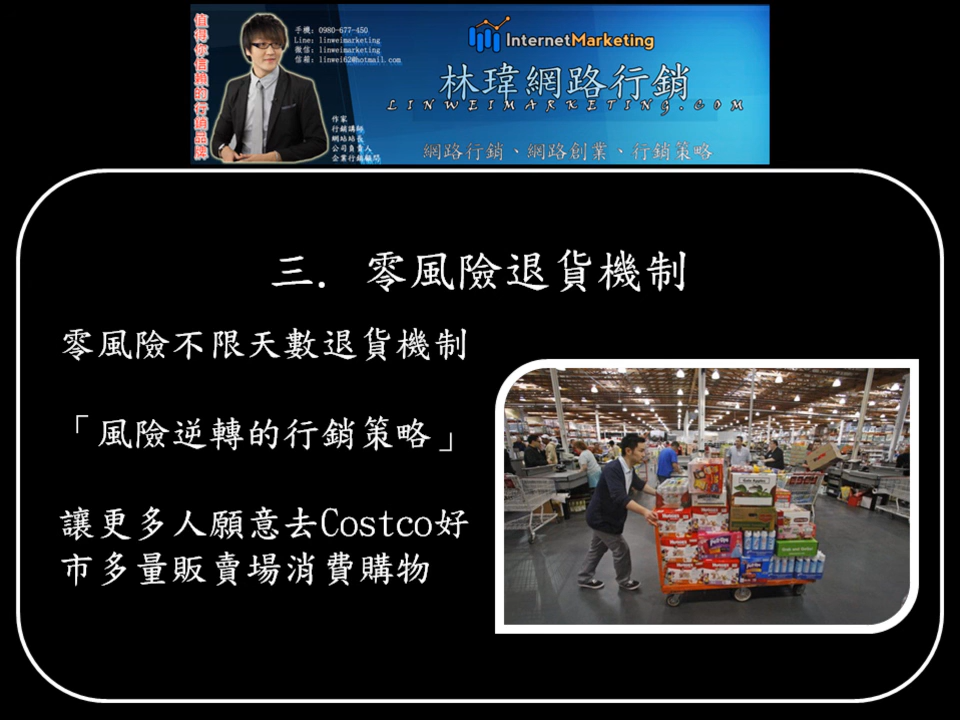 值得你信賴的行銷品牌
手機: 0980-677-450
Line: linweimarketing
微信: linweimarketing
信箱: linwei62@hotmail.com
作家
行銷講師
網站站長
公司負責人
企業行銷顧問
InternetMarketing
林瑋網路行銷
LINWEIMARKETING.COM
網路行銷、網路創業、行銷策略
三. 零風險退貨機制
零風險不限天數退貨機制
「風險逆轉的行銷策略」
讓更多人願意去Costco好
市多量販賣場消費購物